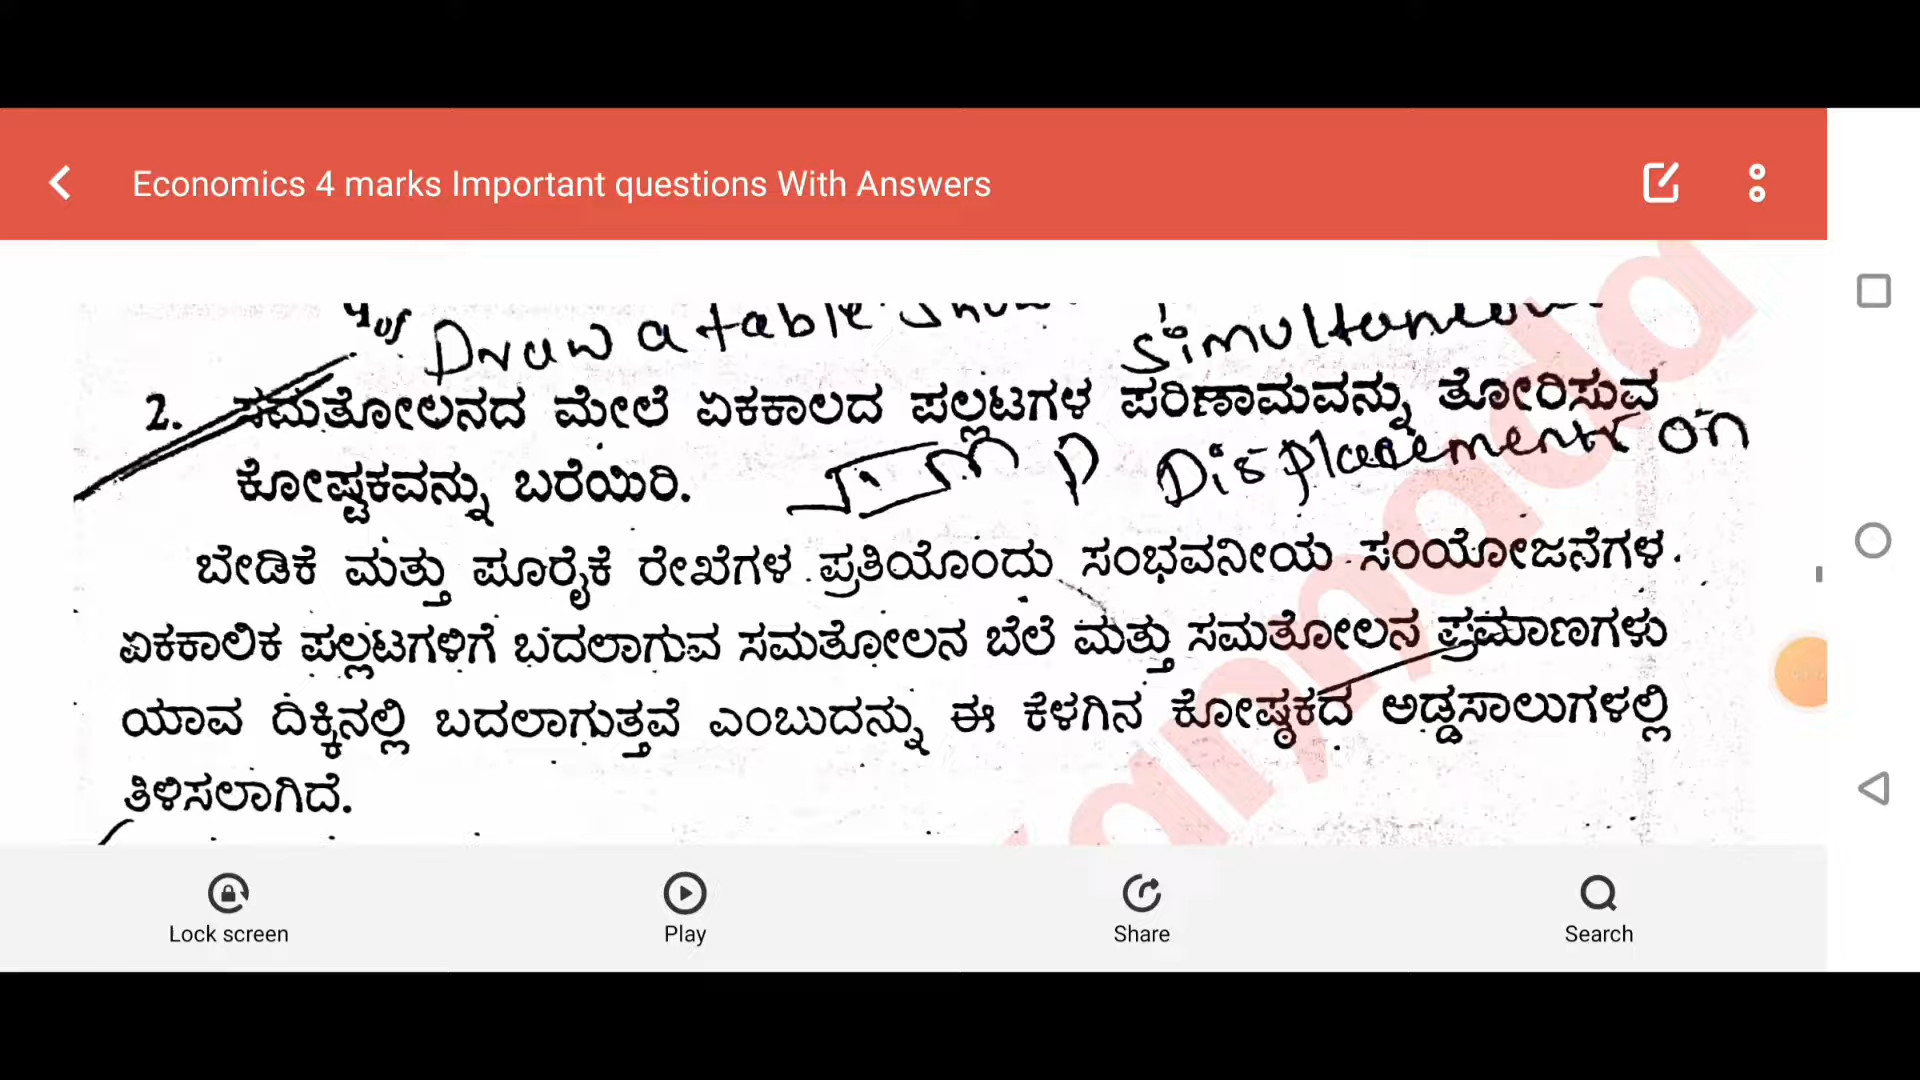 Economics 4 marks Important questions With Answers
Draw a table
2. ಸಮತೋಲನದ ಮೇಲೆ ಏಕಕಾಲದ ಪಲ್ಲಟಗಳ ಪರಿಣಾಮವನ್ನು ತೋರಿಸುವ
ಕೋಷ್ಟಕವನ್ನು ಬರೆಯಿರಿ.
Displacement on
ಬೇಡಿಕೆ ಮತ್ತು ಪೂರೈಕೆ ರೇಖೆಗಳ ಪ್ರತಿಯೊಂದು ಸಂಭವನೀಯ ಸಂಯೋಜನೆಗಳ
ಏಕಕಾಲಿಕ ಪಲ್ಲಟಗಳಿಗೆ ಬದಲಾಗುವ ಸಮತೋಲನ ಬೆಲೆ ಮತ್ತು ಸಮತೋಲನ ಪ್ರಮಾಣಗಳು
ಯಾವ ದಿಕ್ಕಿನಲ್ಲಿ ಬದಲಾಗುತ್ತವೆ ಎಂಬುದನ್ನು ಈ ಕೆಳಗಿನ ಕೋಷ್ಠಕದ ಅಡ್ಡಸಾಲುಗಳಲ್ಲಿ
ತಿಳಿಸಲಾಗಿದೆ.
Lock screen
Play
Share
Search